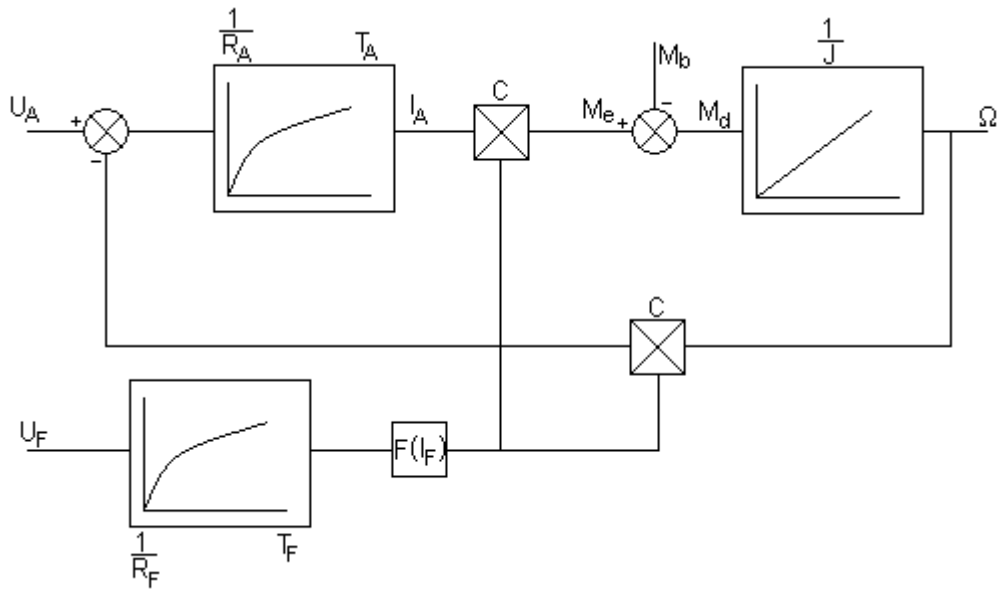 1
R_A
T_A
U_A
+
-
I_A
C
M_e
+
M_b
-
M_d
1
J
Ω
C
U_F
F(I_F)
1
R_F
T_F